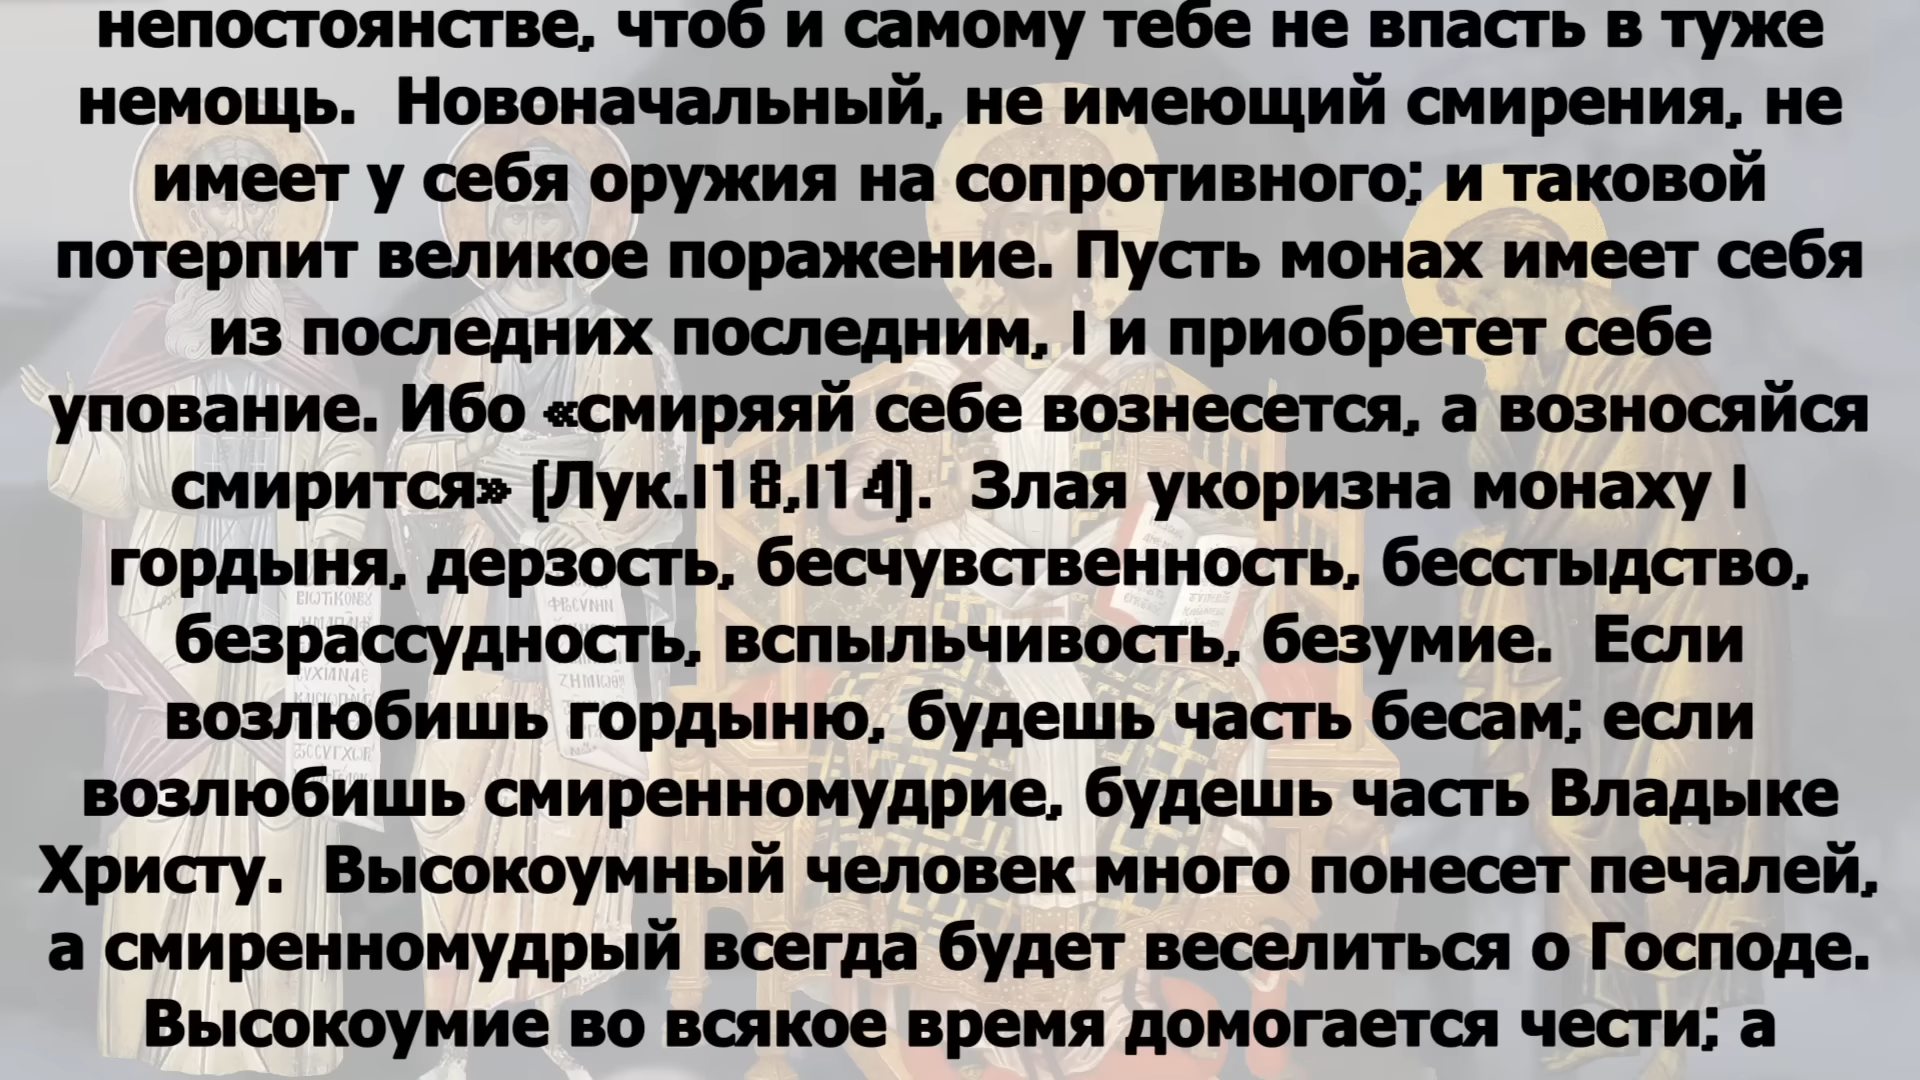 непостоянстве, чтоб и самому тебе не впасть в туже
немощь.  Новоначальный, не имеющий смирения, не
имеет у себя оружия на сопротивного; и таковой
потерпит великое поражение. Пусть монах имеет себя
из последних последним, I и приобретет себе
упование. Ибо «смиряяй себе вознесется, а возносяйся
смирится» (Лук.I18,I14).  Злая укоризна монаху I
гордыня, дерзость, бесчувственность, бесстыдство,
безрассудность, вспыльчивость, безумие.  Если
возлюбишь гордыню, будешь часть бесам; если
возлюбишь смиренномудрие, будешь часть Владыке
Христу.  Высокоумный человек много понесет печалей,
а смиренномудрый всегда будет веселиться о Господе.
Высокоумие во всякое время домогается чести; а